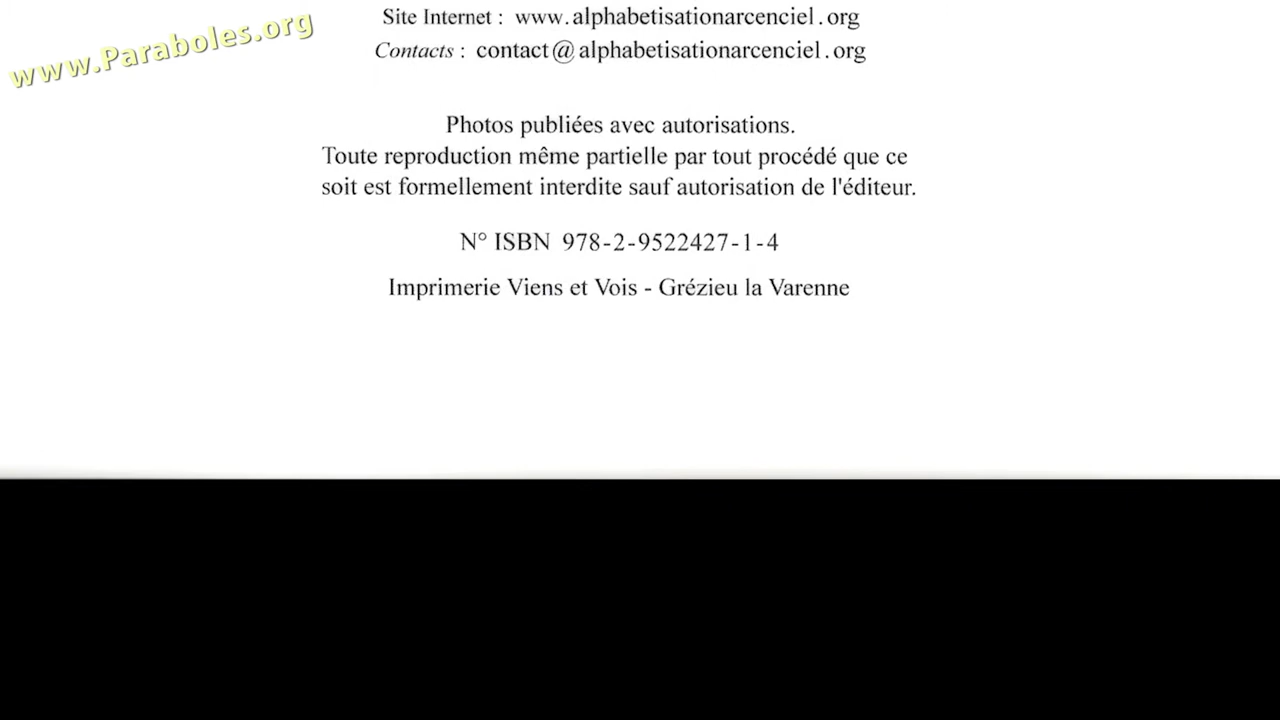 www.Paraboles.org
Site Internet : www.alphabetisationarcenciel.org
Contacts : contact@alphabetisationarcenciel.org
Photos publiées avec autorisations.
Toute reproduction même partielle par tout procédé que ce
soit est formellement interdite sauf autorisation de l'éditeur.
N° ISBN 978-2-9522427-1-4
Imprimerie Viens et Vois - Grézieu la Varenne